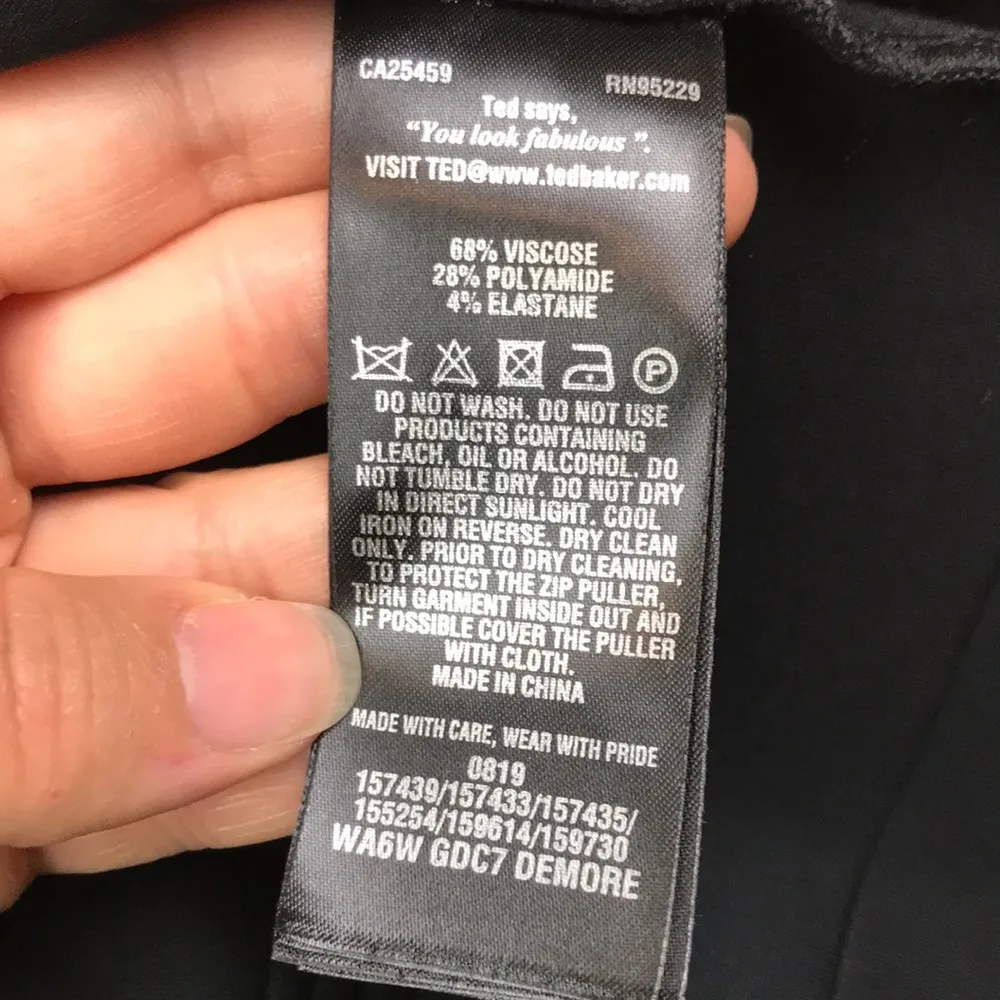 CA25459 RN95229
Ted says,
“You look fabulous ”.
VISIT TED@www.tedbaker.com
68% VISCOSE
28% POLYAMIDE
4% ELASTANE
P
DO NOT WASH. DO NOT USE
PRODUCTS CONTAINING
BLEACH, OIL OR ALCOHOL. DO
NOT TUMBLE DRY. DO NOT DRY
IN DIRECT SUNLIGHT. COOL
IRON ON REVERSE. DRY CLEAN
ONLY. PRIOR TO DRY CLEANING,
TO PROTECT THE ZIP PULLER,
TURN GARMENT INSIDE OUT AND
IF POSSIBLE COVER THE PULLER
WITH CLOTH.
MADE IN CHINA
MADE WITH CARE, WEAR WITH PRIDE
0819
157439/157433/157435/
155254/159614/159730
WA6W GDC7 DEMORE